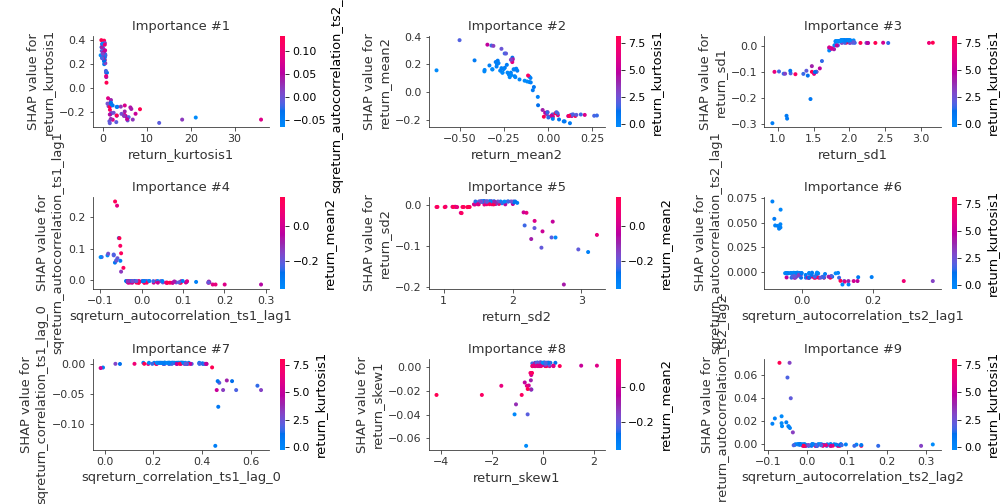 Importance #1
SHAP value for
return_kurtosis1
0.4
0.2
0.0
−0.2
0
10
20
30
return_kurtosis1
0.10
0.05
0.00
−0.05
sqreturn_autocorrelation_ts2_
Importance #2
SHAP value for
return_mean2
0.4
0.2
0.0
−0.2
−0.50
−0.25
0.00
0.25
return_mean2
7.5
5.0
2.5
0.0
return_kurtosis1
Importance #3
SHAP value for
return_sd1
0.0
−0.1
−0.2
−0.3
1.0
1.5
2.0
2.5
3.0
return_sd1
7.5
5.0
2.5
0.0
return_kurtosis1
Importance #4
SHAP value for
sqreturn_autocorrelation_ts1_lag1
0.2
0.1
0.0
−0.1
0.0
0.1
0.2
0.3
sqreturn_autocorrelation_ts1_lag1
0.0
−0.2
return_mean2
Importance #5
SHAP value for
return_sd2
0.0
−0.1
−0.2
1
2
3
return_sd2
0.0
−0.2
return_mean2
Importance #6
SHAP value for
sqreturn_autocorrelation_ts2_lag1
0.075
0.050
0.025
0.000
0.0
0.2
sqreturn_autocorrelation_ts2_lag1
7.5
5.0
2.5
0.0
return_kurtosis1
Importance #7
SHAP value for
sqreturn_correlation_ts1_lag_0
0.00
−0.05
−0.10
0.0
0.2
0.4
0.6
sqreturn_correlation_ts1_lag_0
7.5
5.0
2.5
0.0
return_kurtosis1
Importance #8
SHAP value for
return_skew1
0.00
−0.02
−0.04
−0.06
−4
−2
0
2
return_skew1
0.0
−0.2
return_mean2
Importance #9
SHAP value for
return_autocorrelation_ts2_lag2
0.06
0.04
0.02
0.00
−0.1
0.0
0.1
0.2
0.3
sqreturn_autocorrelation_ts2_lag2
7.5
5.0
2.5
0.0
return_kurtosis1